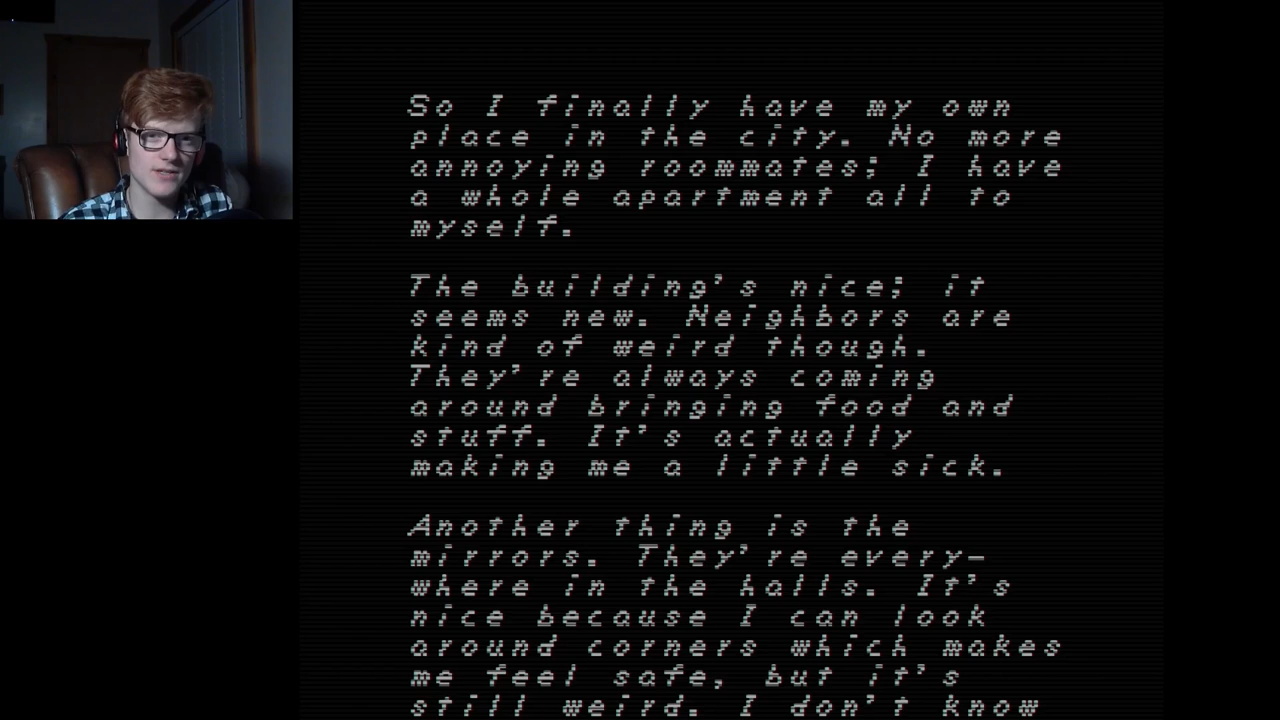 So I finally have my own
place in the city. No more
annoying roommates; I have
a whole apartment all to
myself.
The building's nice; it
seems new. Neighbors are
kind of weird though.
They're always coming
around bringing food and
stuff. It's actually
making me a little sick.
Another thing is the
mirrors. They're every-
where in the halls. It's
nice because I can look
around corners which makes
me feel safe, but it's
still weird. I don't know